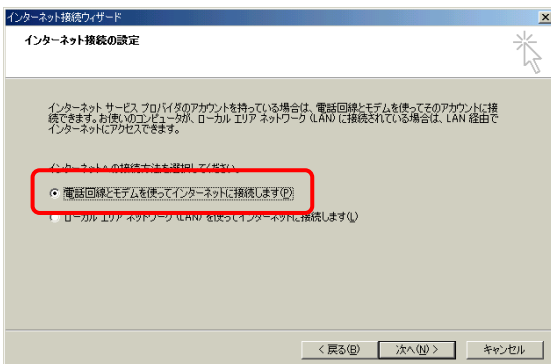 インターネット接続ウィザード
インターネット接続の設定
インターネット サービス プロバイダのアカウントを持っている場合は、電話回線とモデムを使ってそのアカウントに接
続できます。お使いのコンピュータが、ローカル エリア ネットワーク (LAN) に接続されている場合は、LAN 経由で
インターネットにアクセスできます。
インターネットへの接続方法を選択してください。
電話回線とモデムを使ってインターネットに接続します(P)
ローカル エリア ネットワーク (LAN) を使ってインターネットに接続します(L)
< 戻る(B)
次へ(N) >
キャンセル